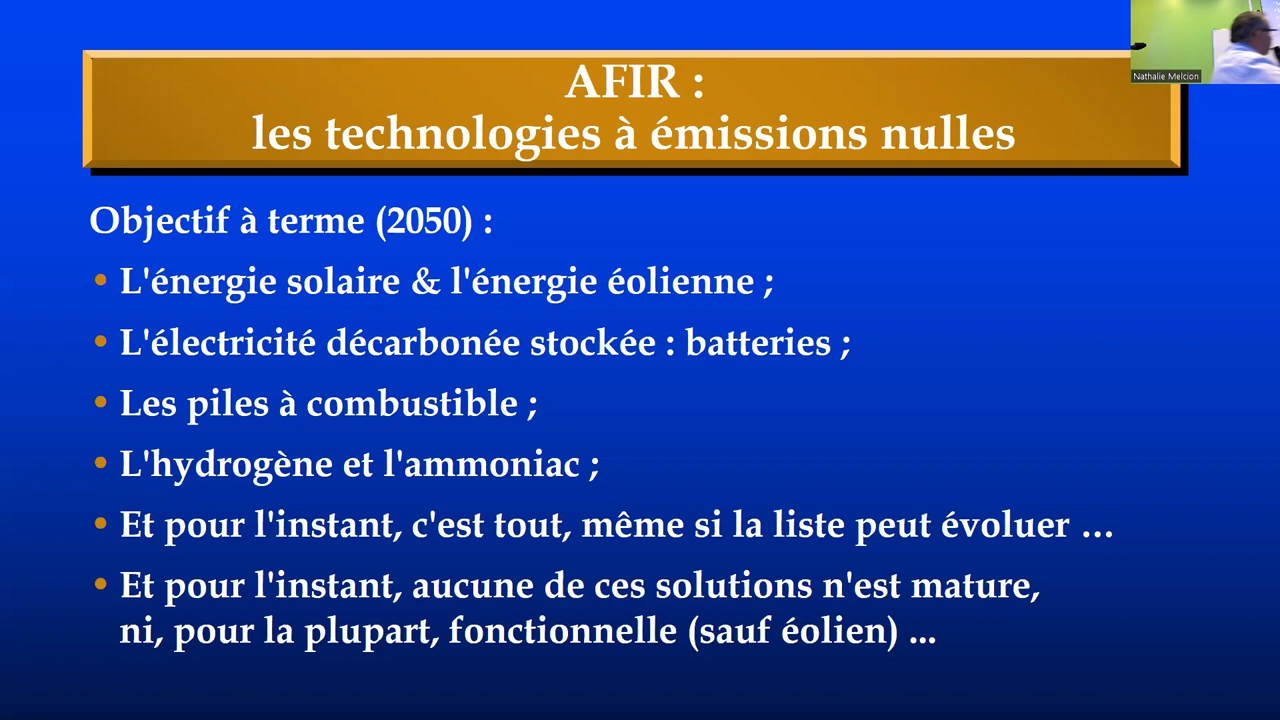 AFIR :
les technologies à émissions nulles
Nathalie Melcion
Objectif à terme (2050) :
• L'énergie solaire & l'énergie éolienne ;
• L'électricité décarbonée stockée : batteries ;
• Les piles à combustible ;
• L'hydrogène et l'ammoniac ;
• Et pour l'instant, c'est tout, même si la liste peut évoluer …
• Et pour l'instant, aucune de ces solutions n'est mature,
ni, pour la plupart, fonctionnelle (sauf éolien) ...